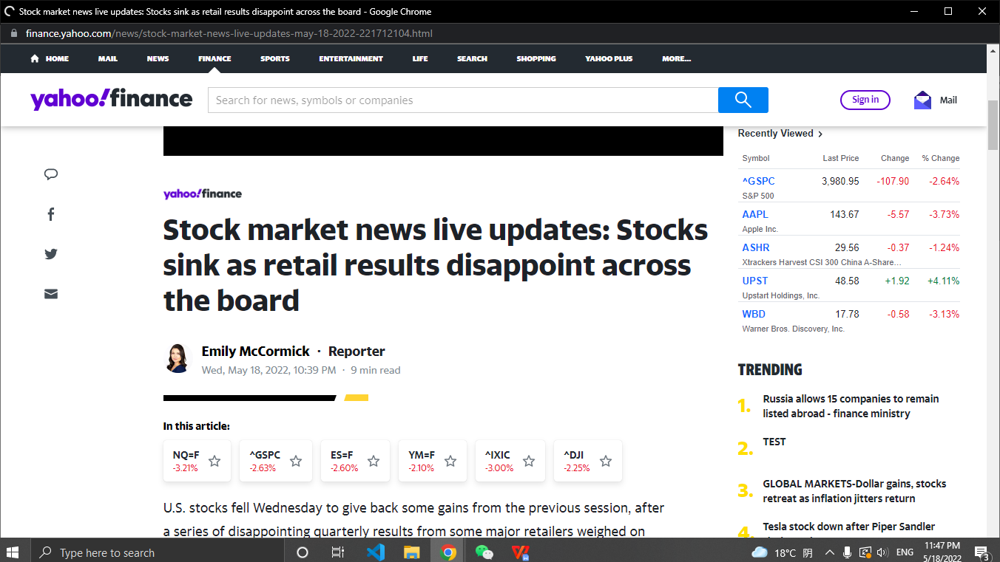 Stock market news live updates: Stocks sink as retail results disappoint across the board - Google Chrome
finance.yahoo.com/news/stock-market-news-live-updates-may-18-2022-221712104.html
HOME MAIL NEWS FINANCE SPORTS ENTERTAINMENT LIFE SEARCH SHOPPING YAHOO PLUS MORE...
yahoo!finance Search for news, symbols or companies Sign in Mail
Recently Viewed
Symbol Last Price Change % Change
^GSPC 3,980.95 -107.90 -2.64%
S&P 500
AAPL 143.67 -5.57 -3.73%
Apple Inc.
ASHR 29.56 -0.37 -1.24%
Xtrackers Harvest CSI 300 China A-Share...
UPST 48.58 +1.92 +4.11%
Upstart Holdings, Inc.
WBD 17.78 -0.58 -3.13%
Warner Bros. Discovery, Inc.
yahoo!finance
Stock market news live updates: Stocks
sink as retail results disappoint across
the board
Emily McCormick · Reporter
Wed, May 18, 2022, 10:39 PM · 9 min read
In this article:
NQ=F ^GSPC ES=F YM=F ^IXIC ^DJI
-3.21% -2.63% -2.60% -2.10% -3.00% -2.25%
U.S. stocks fell Wednesday to give back some gains from the previous session, after
a series of disappointing quarterly results from some major retailers weighed on
TRENDING
1. Russia allows 15 companies to remain
listed abroad - finance ministry
2. TEST
3. GLOBAL MARKETS-Dollar gains, stocks
retreat as inflation jitters return
4. Tesla stock down after Piper Sandler
Type here to search
18°C 阴 ENG
11:47 PM
5/18/2022
3